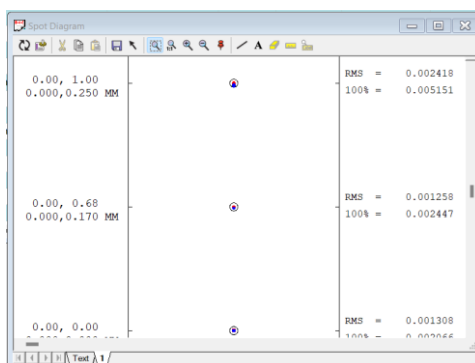 Spot Diagram
A
0.00, 1.00
0.000,0.250 MM
RMS = 0.002418
100% = 0.005151
0.00, 0.68
0.000,0.170 MM
RMS = 0.001258
100% = 0.002447
0.00, 0.00
RMS = 0.001308
100% =
Text 1